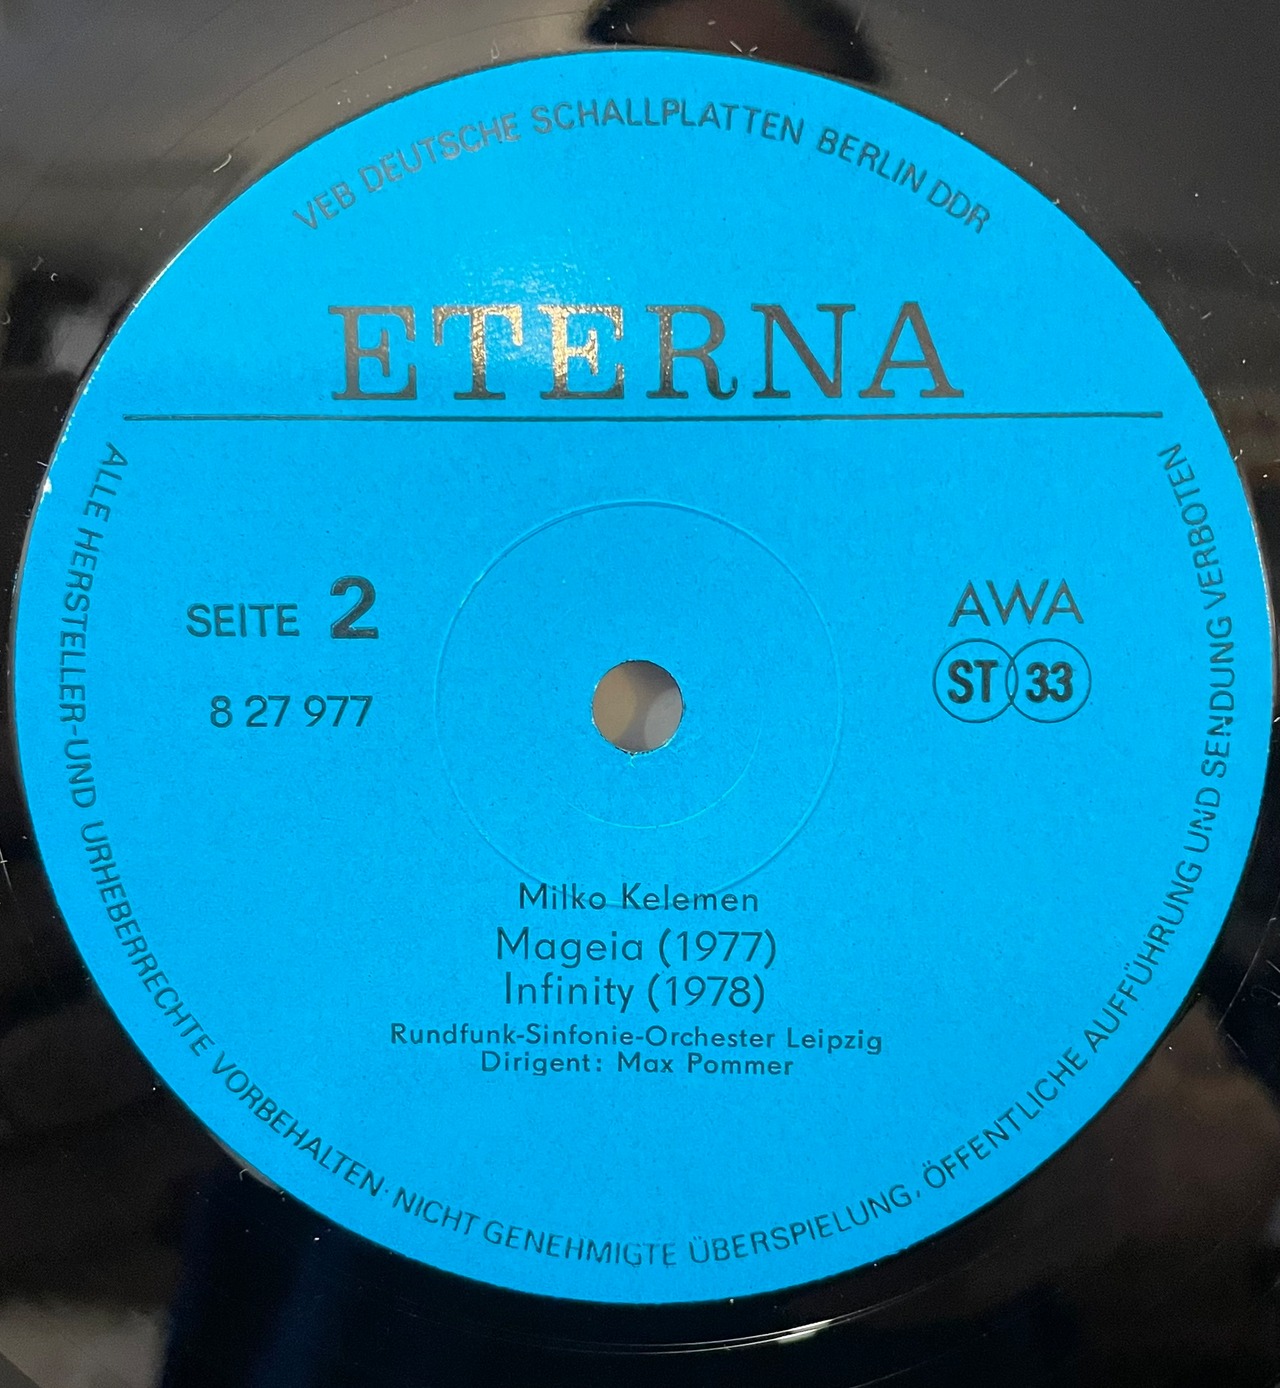 VEB DEUTSCHE SCHALLPLATTEN BERLIN DDR
ETERNA
SEITE 2
8 27 977
AWA
ST 33
Milko Kelemen
Mageia (1977)
Infinity (1978)
Rundfunk-Sinfonie-Orchester Leipzig
Dirigent: Max Pommer
ALLE HERSTELLER-UND URHEBERRECHTE VORBEHALTEN · NICHT GENEHMIGTE ÜBERSPIELUNG, ÖFFENTLICHE AUFFÜHRUNG UND SENDUNG VERBOTEN